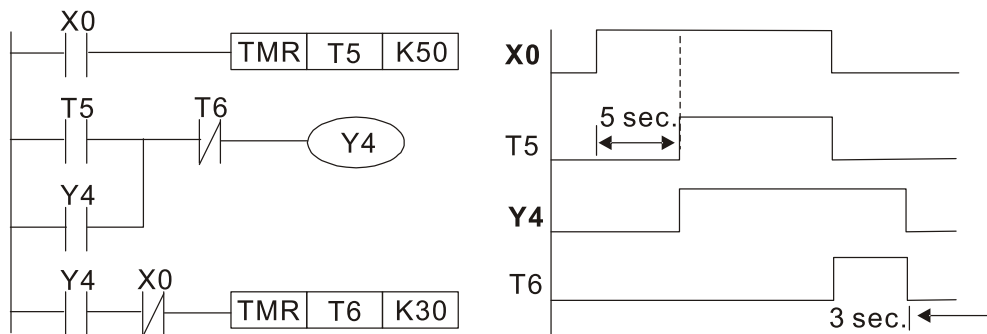 X0
TMR T5 K50
T5 T6
Y4
Y4
Y4 X0
TMR T6 K30
X0
5 sec.
T5
Y4
T6
3 sec.